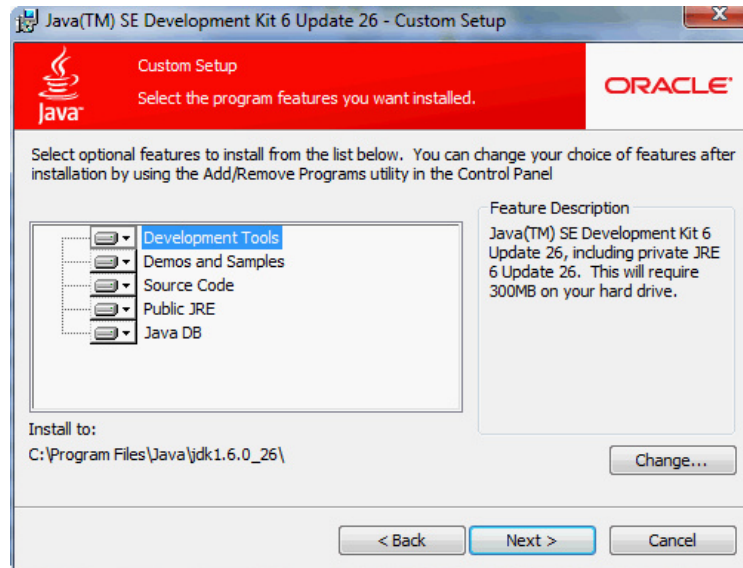 Java(TM) SE Development Kit 6 Update 26 - Custom Setup
Java™
Custom Setup
Select the program features you want installed.
ORACLE®
Select optional features to install from the list below. You can change your choice of features after
installation by using the Add/Remove Programs utility in the Control Panel
Development Tools
Demos and Samples
Source Code
Public JRE
Java DB
Feature Description
Java(TM) SE Development Kit 6
Update 26, including private JRE
6 Update 26. This will require
300MB on your hard drive.
Install to:
C:\Program Files\Java\jdk1.6.0_26\
Change...
< Back
Next >
Cancel